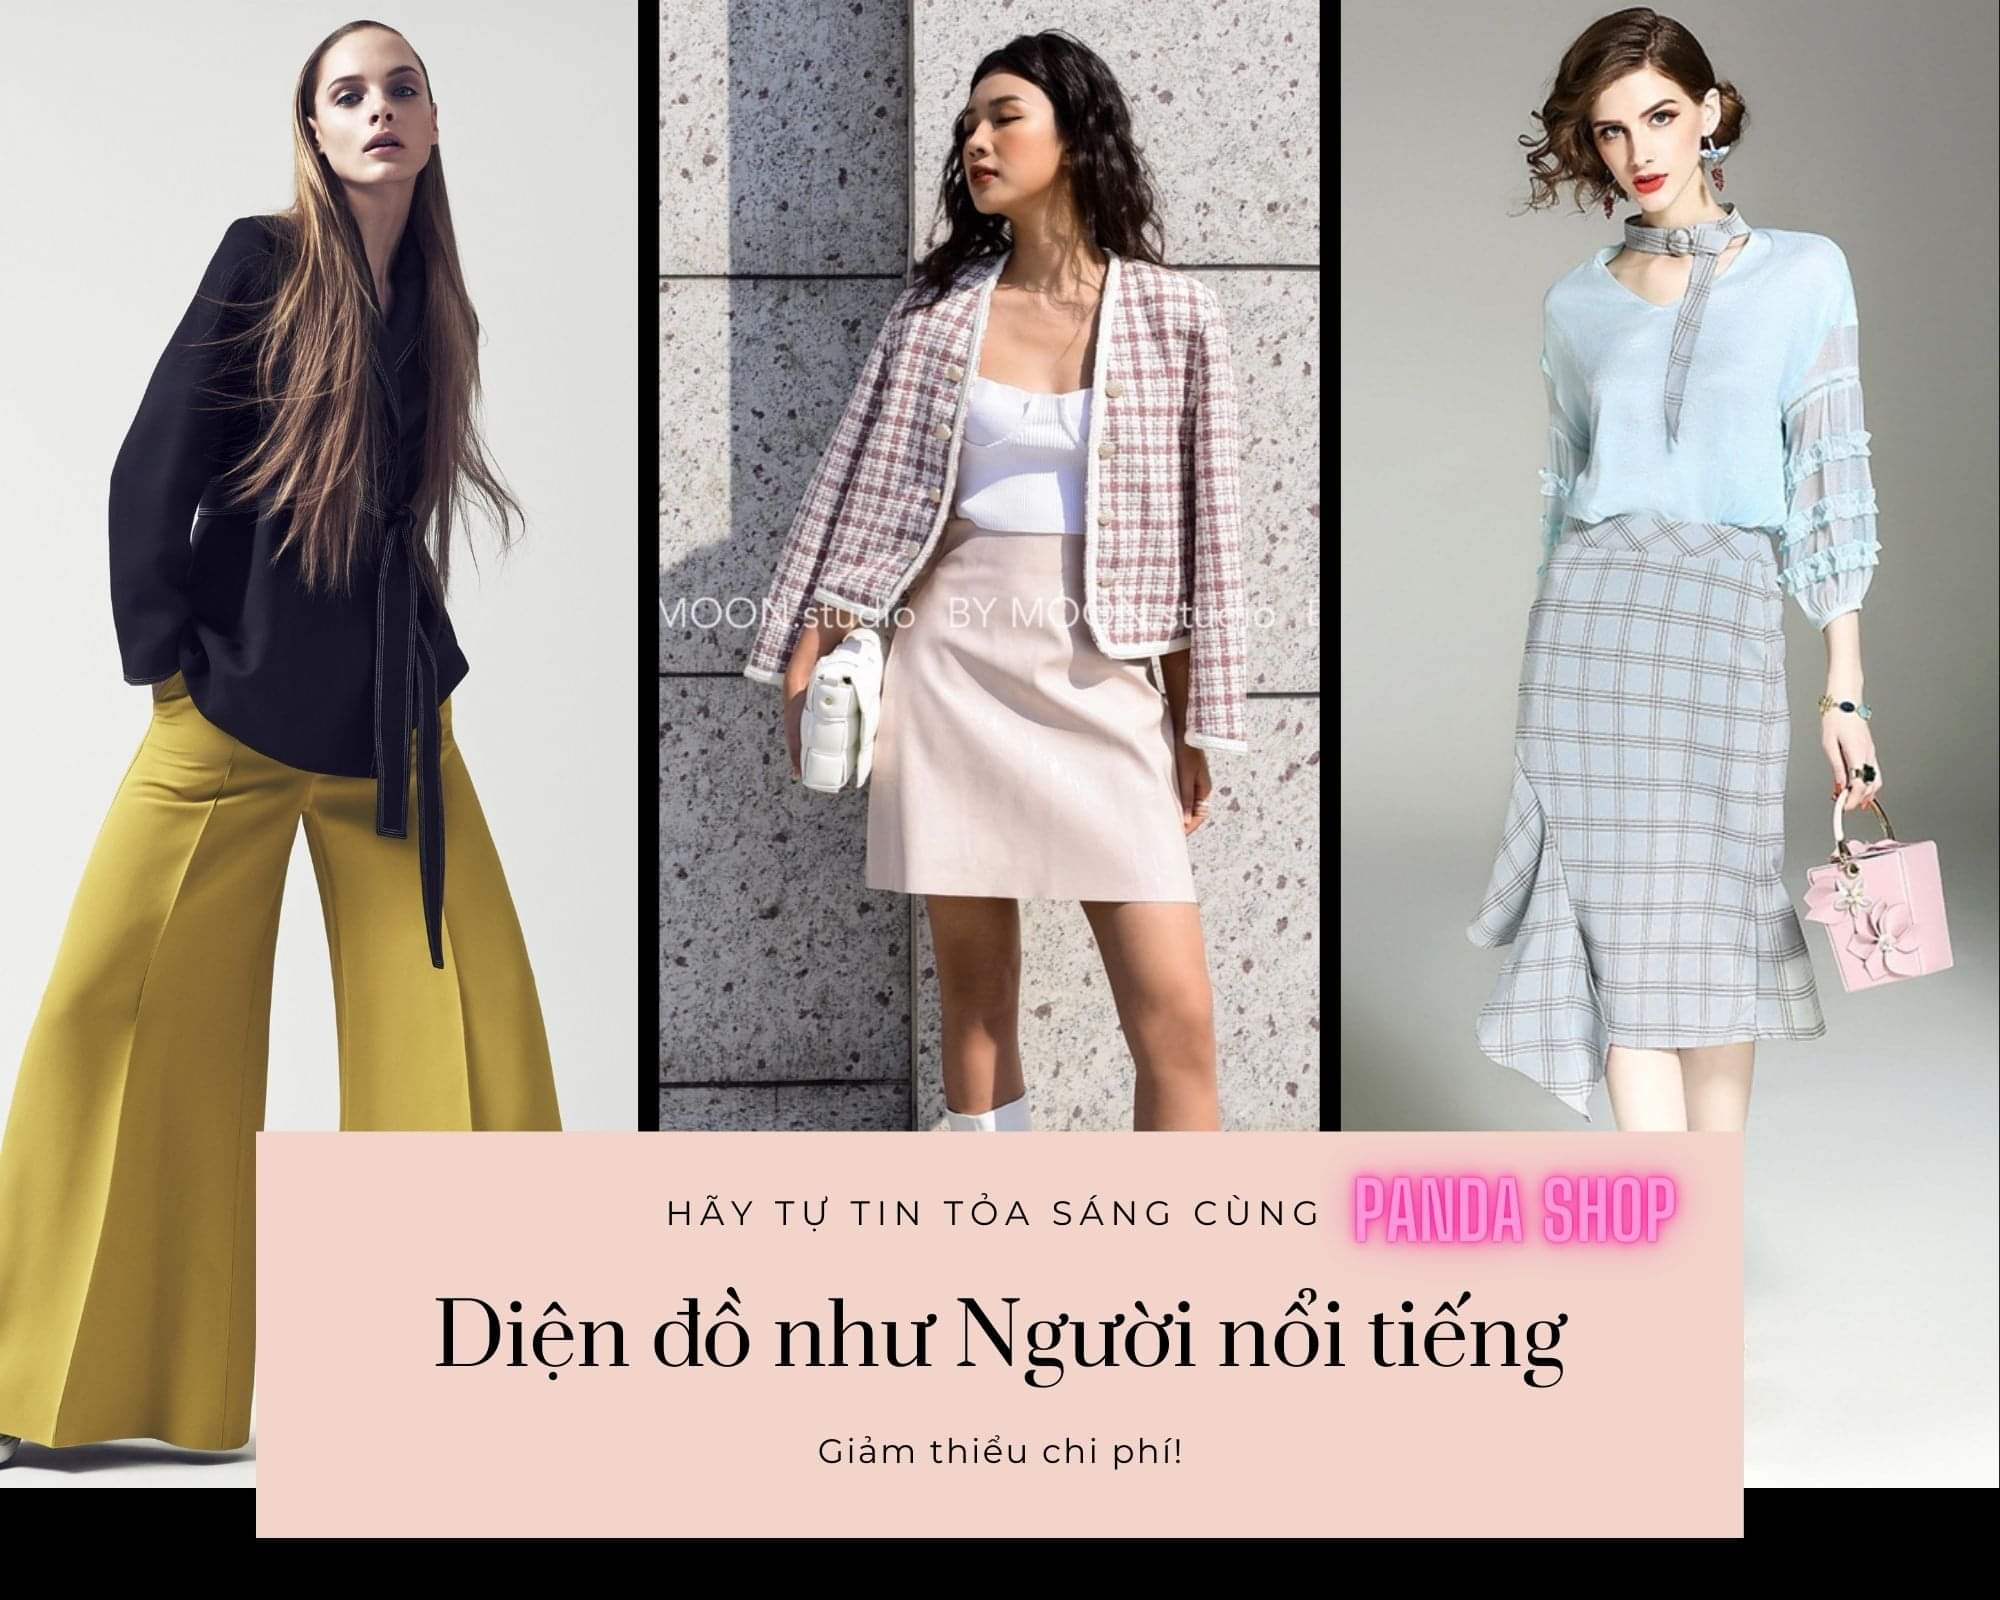 MOON.studio BY MOON.studio
HÃY TỰ TIN TỎA SÁNG CÙNG PANDA SHOP
Diện đồ như Người nổi tiếng
Giảm thiểu chi phí!